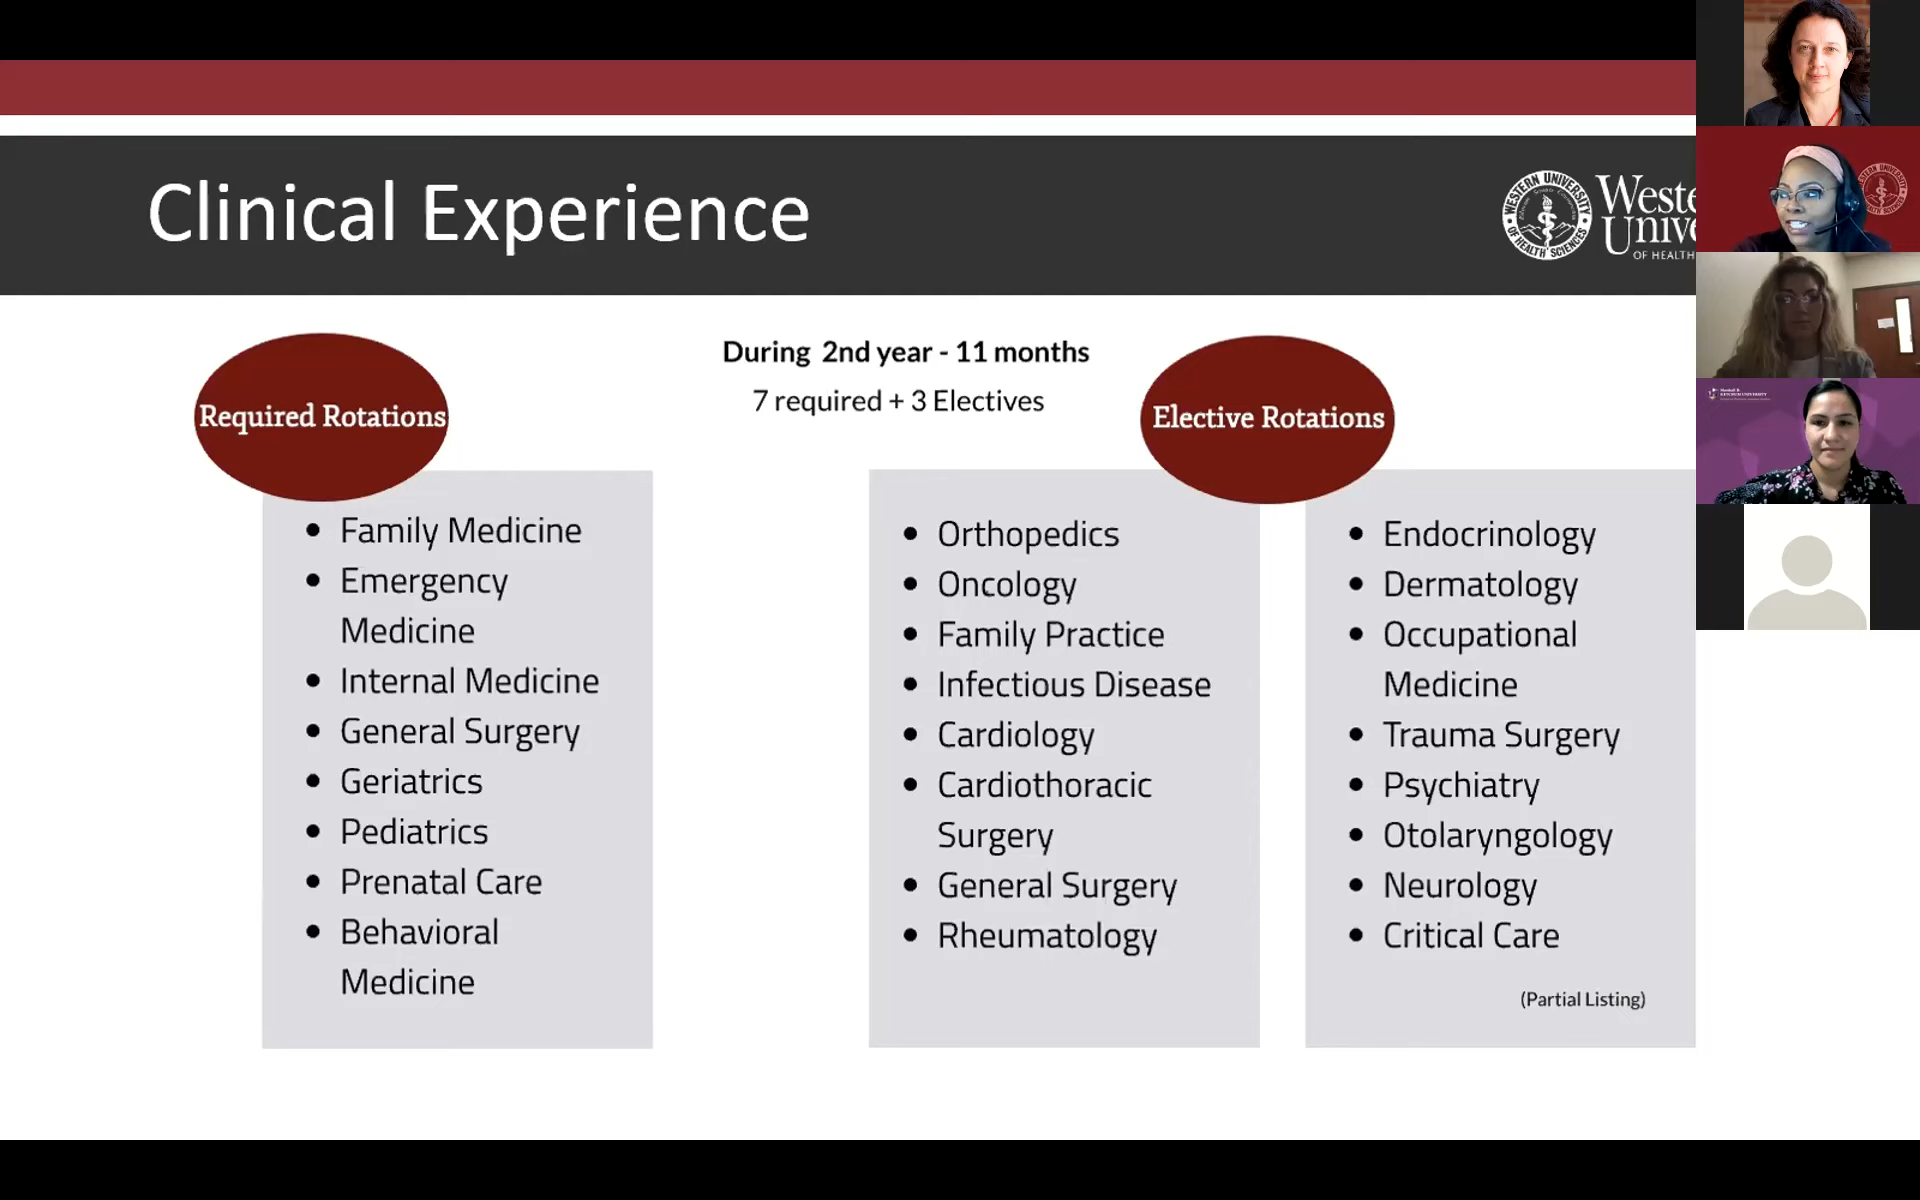 Clinical Experience
WESTERN UNIVERSITY
OF HEALTH SCIENCES
Weste
Unive
OF HEALTH
During 2nd year - 11 months
7 required + 3 Electives
Required Rotations
• Family Medicine
• Emergency
Medicine
• Internal Medicine
• General Surgery
• Geriatrics
• Pediatrics
• Prenatal Care
• Behavioral
Medicine
Elective Rotations
• Orthopedics
• Oncology
• Family Practice
• Infectious Disease
• Cardiology
• Cardiothoracic
Surgery
• General Surgery
• Rheumatology
• Endocrinology
• Dermatology
• Occupational
Medicine
• Trauma Surgery
• Psychiatry
• Otolaryngology
• Neurology
• Critical Care
(Partial Listing)
KETCHUM UNIVERSITY